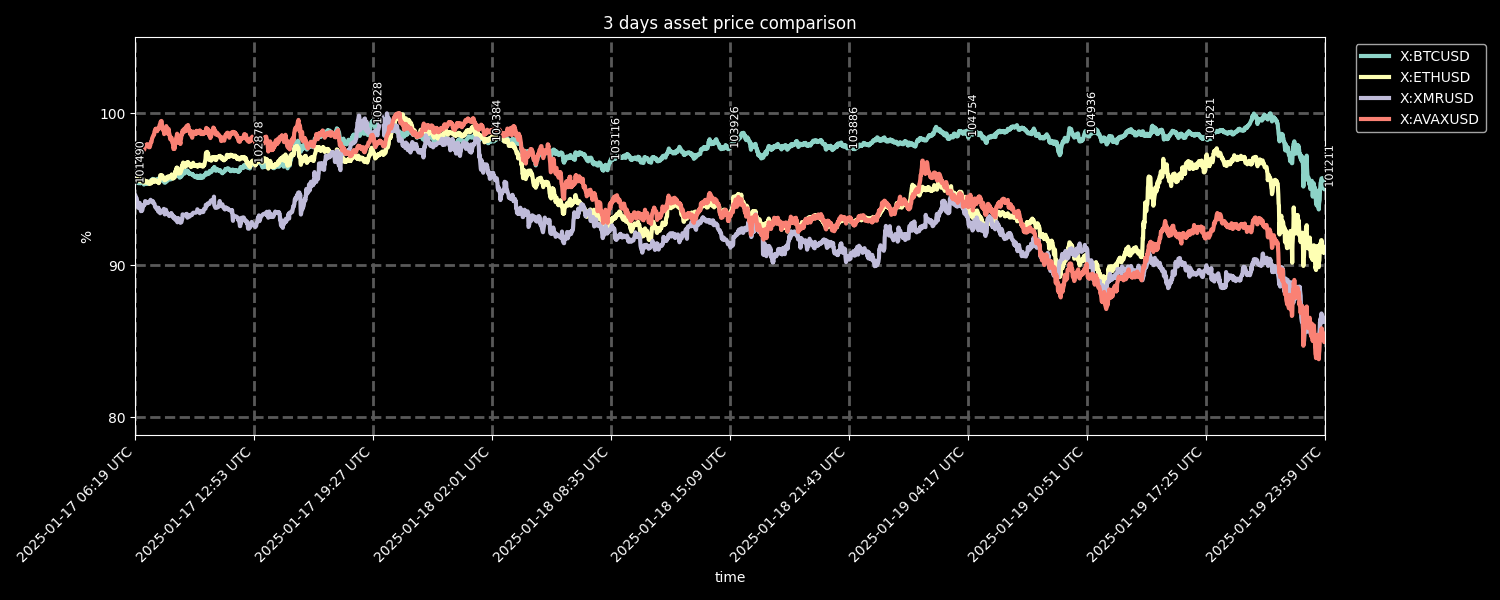 3 days asset price comparison
X:BTCUSD
X:ETHUSD
X:XMRUSD
X:AVAXUSD
100
90
80
%
101490
102878
105628
104384
103116
103926
103886
104754
104936
104521
101211
2025-01-17 06:19 UTC
2025-01-17 12:53 UTC
2025-01-17 19:27 UTC
2025-01-18 02:01 UTC
2025-01-18 08:35 UTC
2025-01-18 15:09 UTC
2025-01-18 21:43 UTC
2025-01-19 04:17 UTC
2025-01-19 10:51 UTC
2025-01-19 17:25 UTC
2025-01-19 23:59 UTC
time